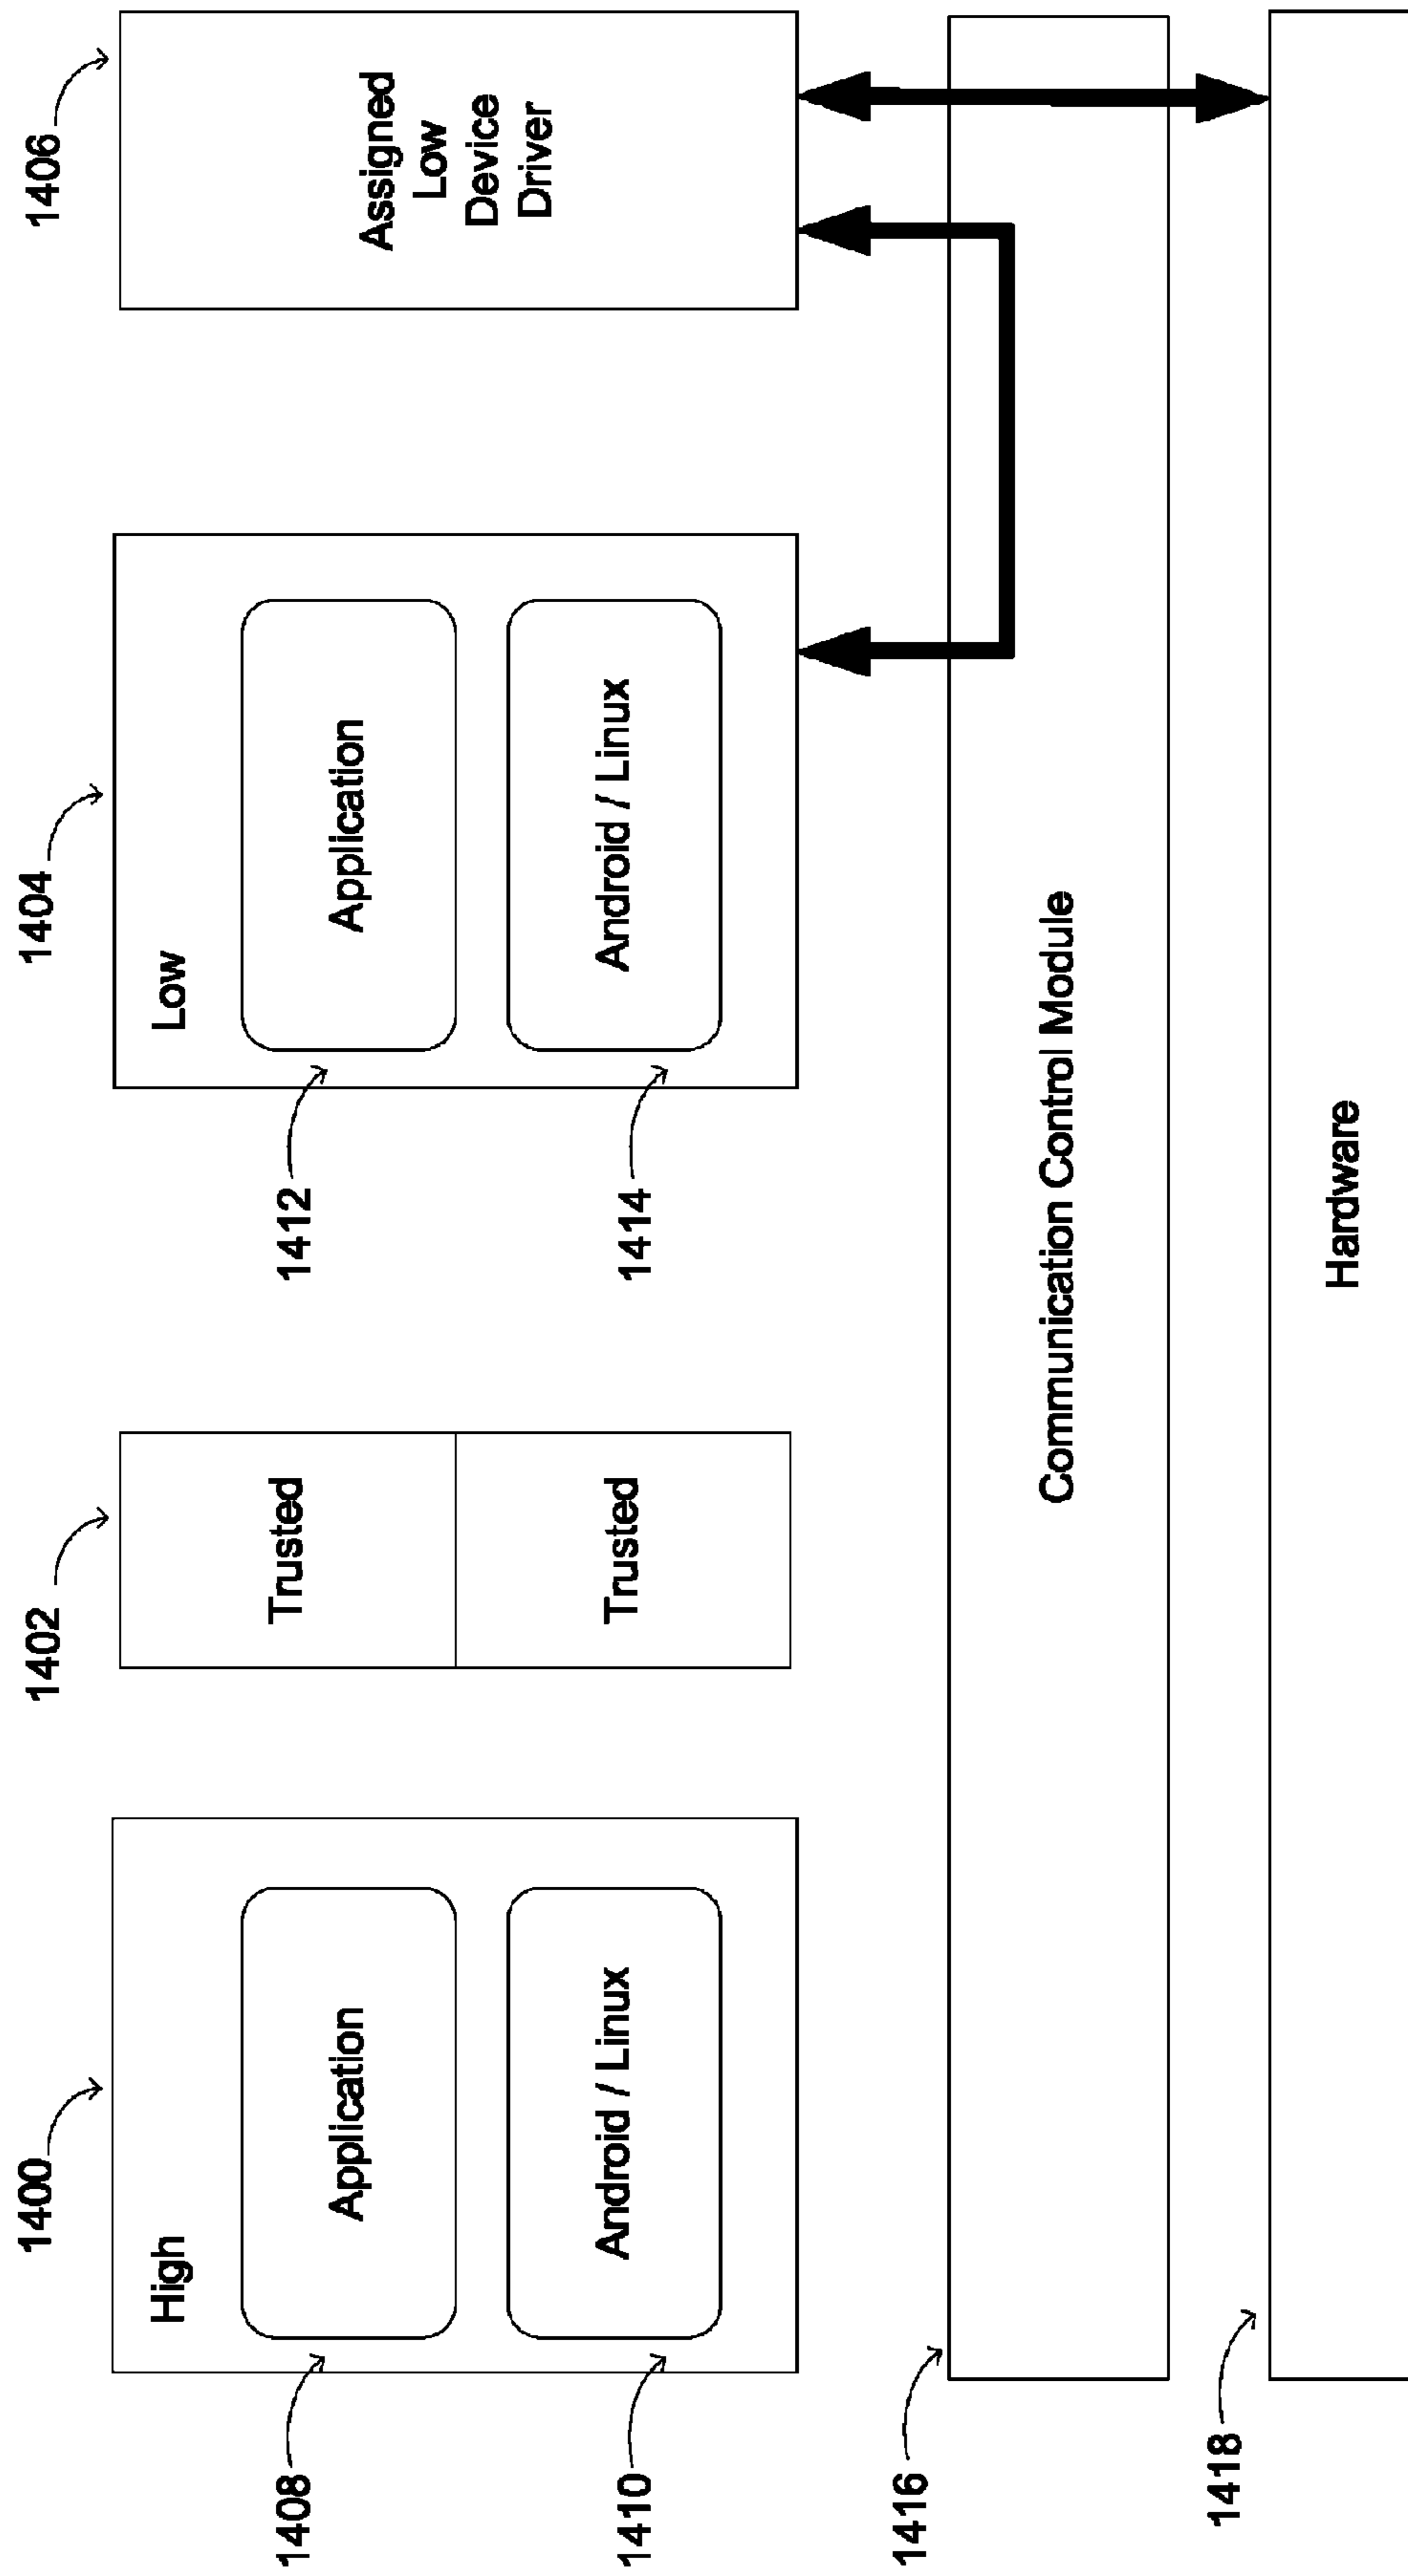 1400
1402
1404
1406
High
Low
1408
Application
Trusted
1412
Application
Assigned
Low
Device
Driver
1410
Android / Linux
Trusted
1414
Android / Linux
1416
Communication Control Module
1418
Hardware